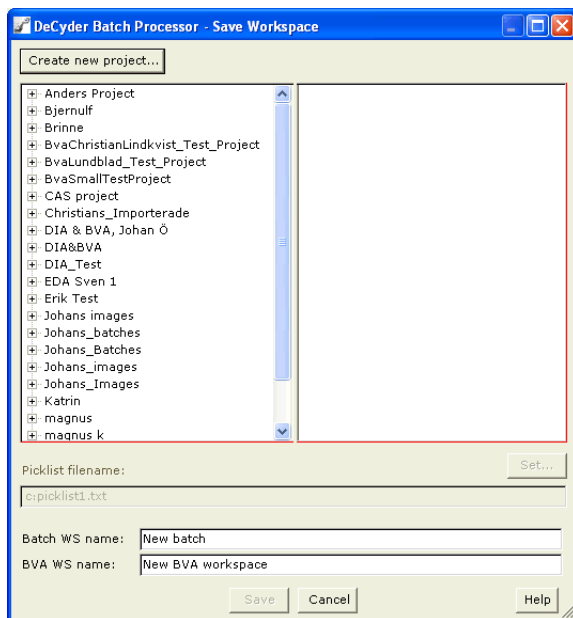 DeCyder Batch Processor - Save Workspace
Create new project...
Anders Project
Bjernulf
Brinne
BvaChristianLindkvist_Test_Project
BvaLundblad_Test_Project
BvaSmallTestProject
CAS project
Christians_Importerade
DIA & BVA, Johan Ö
DIA&BVA
DIA_Test
EDA Sven 1
Erik Test
Johans images
Johans_batches
Johans_Batches
Johans_images
Johans_Images
Katrin
magnus
magnus k
Picklist filename:
Set...
c:picklist1.txt
Batch WS name: New batch
BVA WS name: New BVA workspace
Save Cancel Help